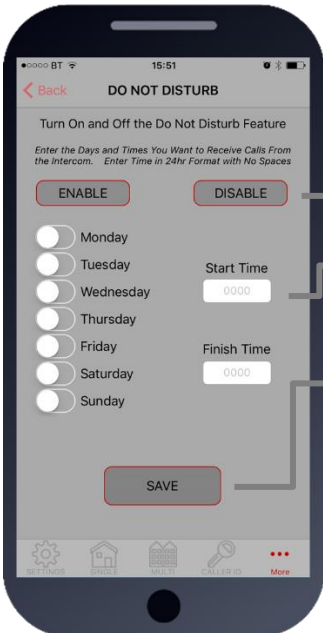 BT 15:51
Back DO NOT DISTURB
Turn On and Off the Do Not Disturb Feature
Enter the Days and Times You Want to Receive Calls From
the Intercom. Enter Time in 24hr Format with No Spaces
ENABLE DISABLE
Monday
Tuesday
Wednesday
Thursday
Friday
Saturday
Sunday
Start Time
0000
Finish Time
0000
SAVE
SETTINGS SINGLE MULTI CALLER ID More